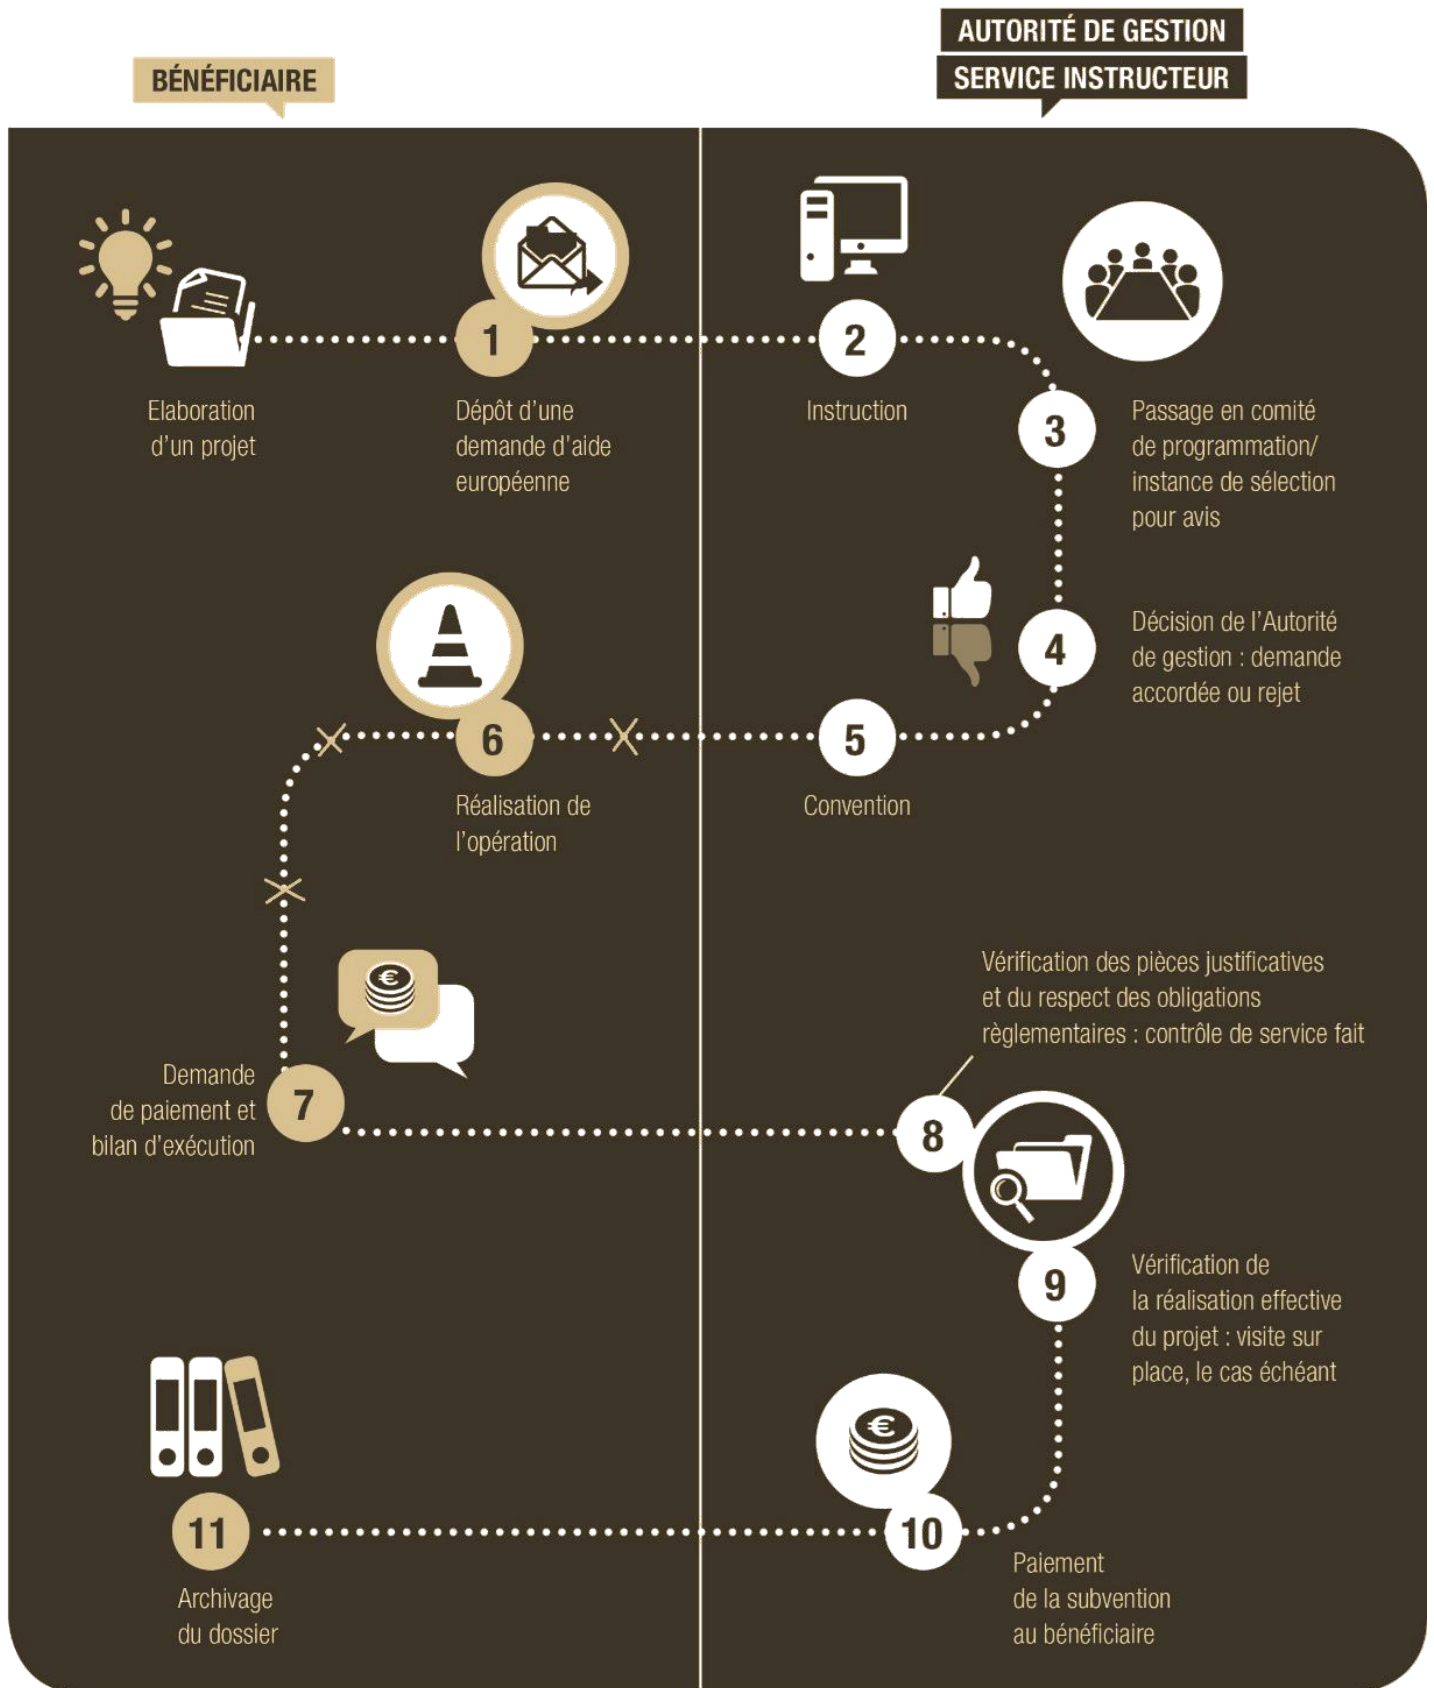 BÉNÉFICIAIRE
AUTORITÉ DE GESTION
SERVICE INSTRUCTEUR
Elaboration
d'un projet
1
Dépôt d'une
demande d'aide
européenne
2
Instruction
3
Passage en comité
de programmation/
instance de sélection
pour avis
4
Décision de l'Autorité
de gestion : demande
accordée ou rejet
5
Convention
6
Réalisation de
l'opération
7
Demande
de paiement et
bilan d'exécution
€
Vérification des pièces justificatives
et du respect des obligations
règlementaires : contrôle de service fait
8
9
Vérification de
la réalisation effective
du projet : visite sur
place, le cas échéant
€
10
Paiement
de la subvention
au bénéficiaire
11
Archivage
du dossier